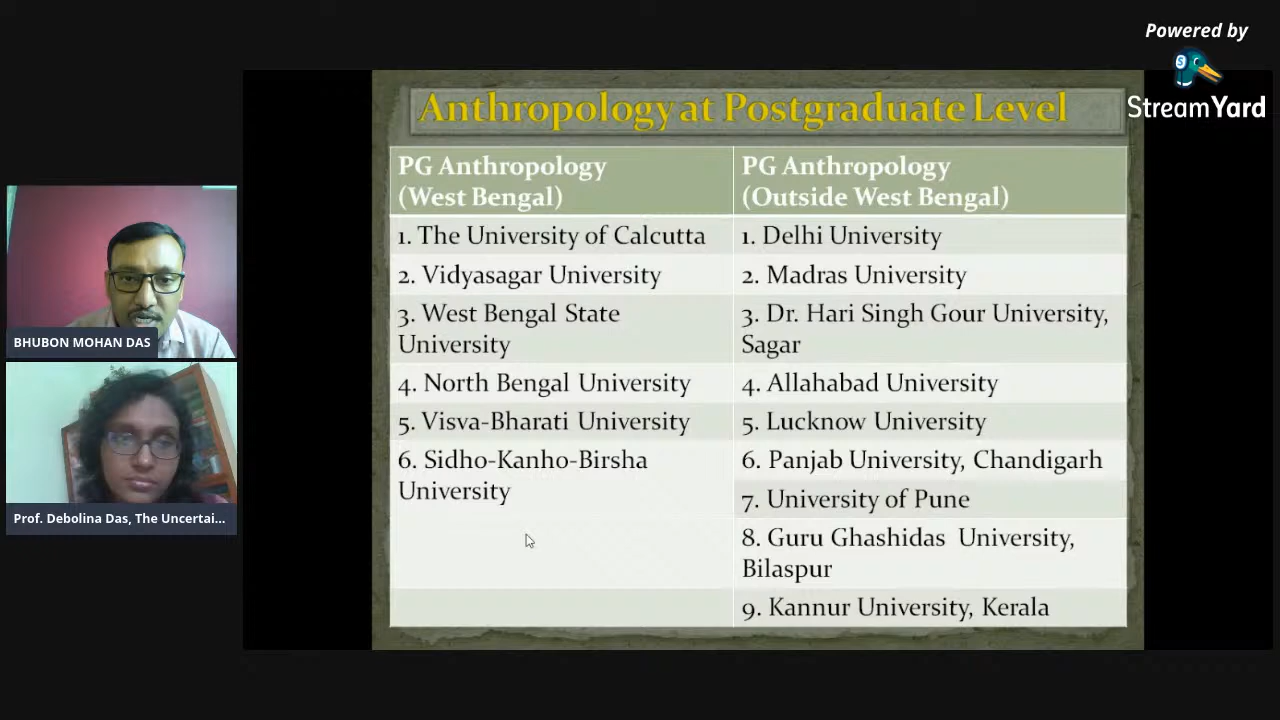 Powered by
StreamYard
Anthropology at Postgraduate Level
PG Anthropology
(West Bengal)
PG Anthropology
(Outside West Bengal)
1. The University of Calcutta
1. Delhi University
2. Vidyasagar University
2. Madras University
3. West Bengal State
University
3. Dr. Hari Singh Gour University,
Sagar
4. North Bengal University
4. Allahabad University
5. Visva-Bharati University
5. Lucknow University
6. Sidho-Kanho-Birsha
University
6. Panjab University, Chandigarh
7. University of Pune
8. Guru Ghashidas University,
Bilaspur
9. Kannur University, Kerala
BHUBON MOHAN DAS
Prof. Debolina Das, The Uncertai...